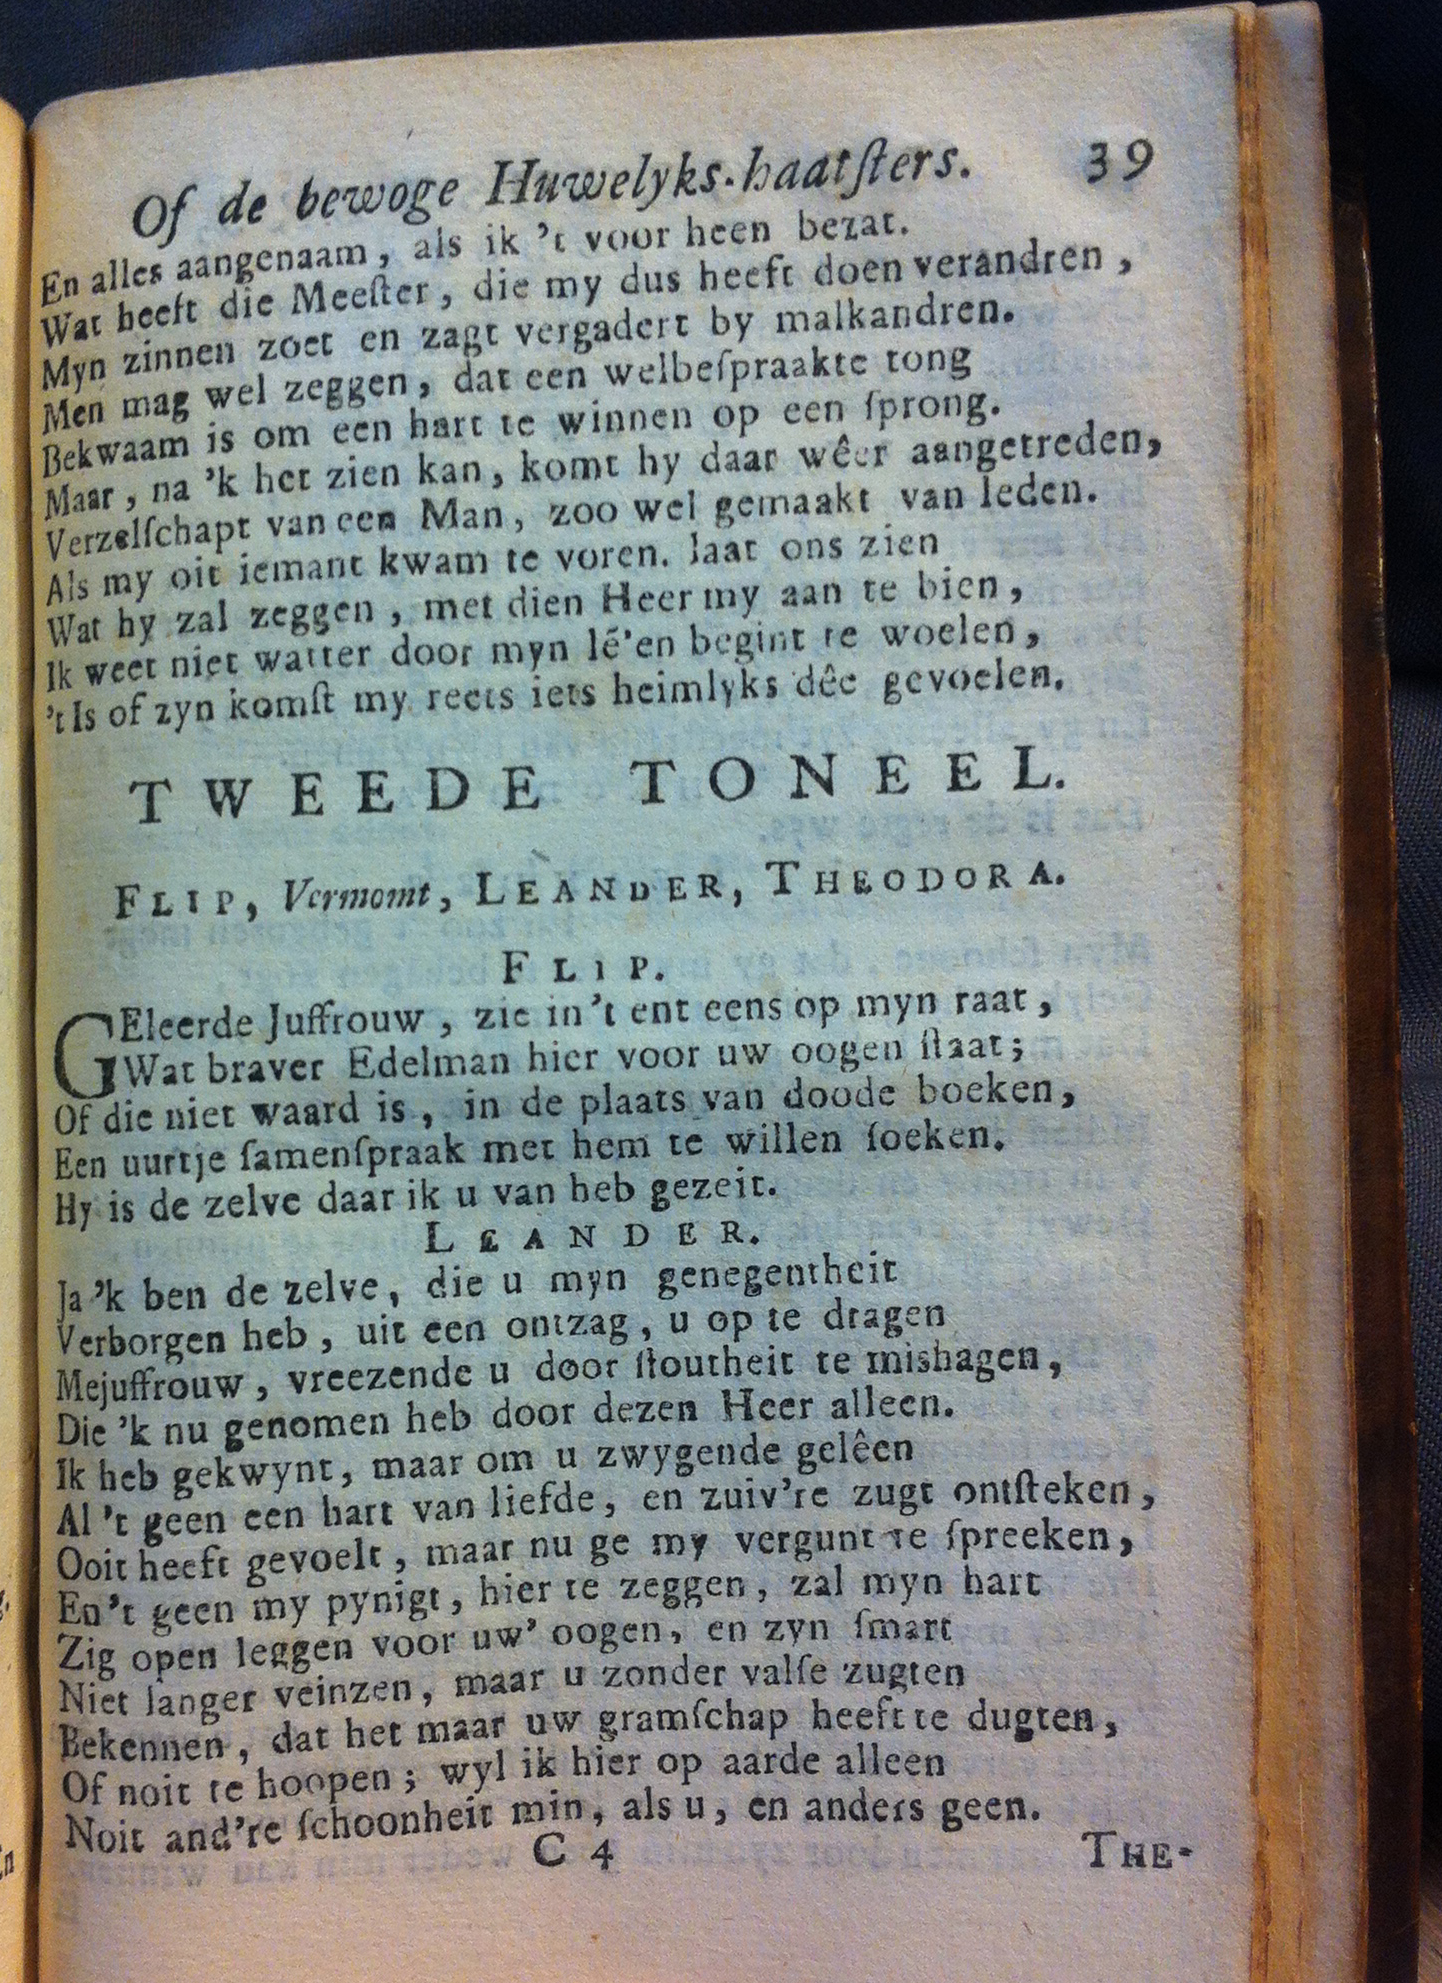 Of de bewoge Huwelyks-haatſters. 39
En alles aangenaam, als ik 't voor heen bezat.
Wat heeft die Meeſter, die my dus heeft doen verandren,
Myn zinnen zoet en zagt vergadert by malkandren.
Men mag wel zeggen, dat een welbeſpraakte tong
Bekwaam is om een hart te winnen op een ſprong.
Maar, na 'k het zien kan, komt hy daar wêer aangetreden,
Verzelſchapt van een Man, zoo wel gemaakt van leden.
Als my oit iemant kwam te voren. laat ons zien
Wat hy zal zeggen, met dien Heer my aan te bien,
Ik weet niet watter door myn lé'en begint te woelen,
't Is of zyn komſt my reets iets heimlyks dêe gevoelen.
TWEEDE TONEEL.
FLIP, Vermomt, LEANDER, THEODORA.
FLIP.
GEleerde Juffrouw, zie in 't ent eens op myn raat,
Wat braver Edelman hier voor uw oogen ſtaat;
Of die niet waard is, in de plaats van doode boeken,
Een uurtje ſamenſpraak met hem te willen ſoeken.
Hy is de zelve daar ik u van heb gezeit.
LEANDER.
Ja 'k ben de zelve, die u myn genegentheit
Verborgen heb, uit een ontzag, u op te dragen
Mejuffrouw, vreezende u door ſtoutheit te mishagen,
Die 'k nu genomen heb door dezen Heer alleen.
Ik heb gekwynt, maar om u zwygende gelêen
Al 't geen een hart van liefde, en zuiv're zugt ontſteken,
Ooit heeft gevoelt, maar nu ge my vergunt te ſpreeken,
En 't geen my pynigt, hier te zeggen, zal myn hart
Zig open leggen voor uw' oogen, en zyn ſmart
Niet langer veinzen, maar u zonder valſe zugten
Bekennen, dat het maar uw gramſchap heeft te dugten,
Of noit te hoopen; wyl ik hier op aarde alleen
Noit and're ſchoonheit min, als u, en anders geen.
C 4 THE-